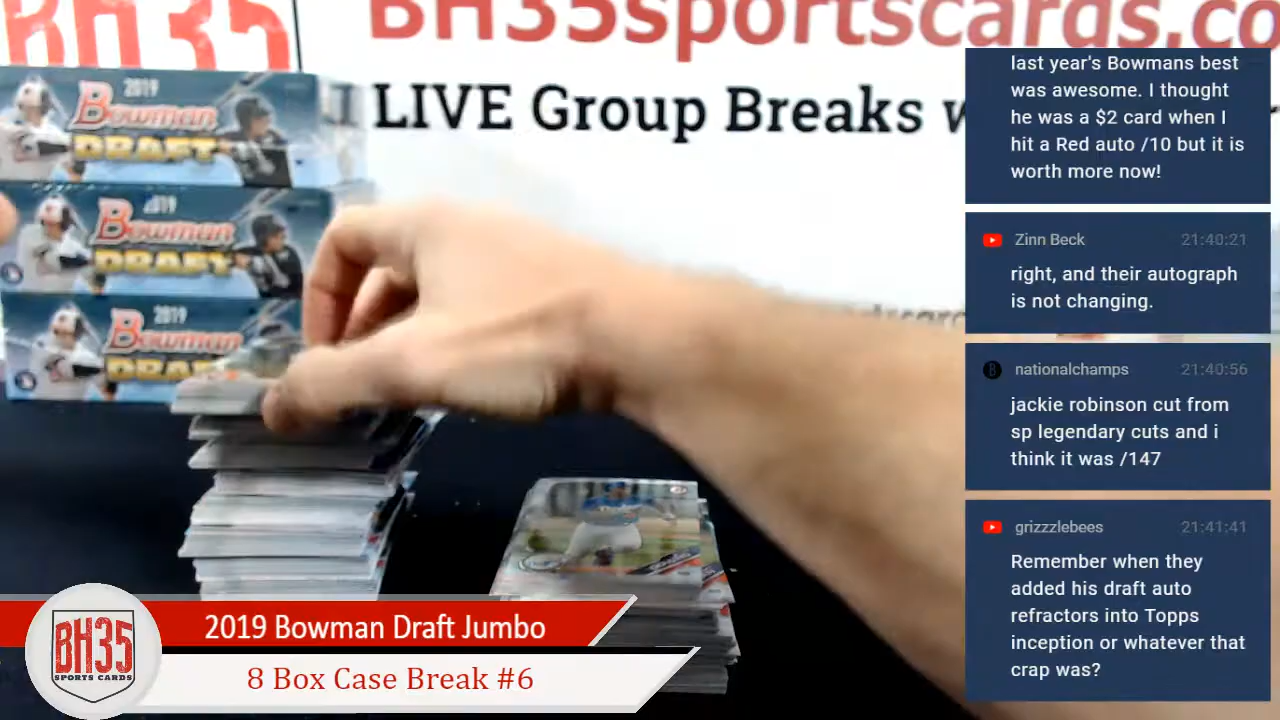 BH35
BH35sportscards.co
LIVE Group Breaks w
2019
Bowman
DRAFT
2019
Bowman
DRAFT
2019
Bowman
DRAF
last year's Bowmans best
was awesome. I thought
he was a $2 card when I
hit a Red auto /10 but it is
worth more now!
Zinn Beck 21:40:21
right, and their autograph
is not changing.
nationalchamps 21:40:56
jackie robinson cut from
sp legendary cuts and i
think it was /147
grizzzlebees 21:41:41
Remember when they
added his draft auto
refractors into Topps
inception or whatever that
crap was?
BH35
SPORTS CARDS
2019 Bowman Draft Jumbo
8 Box Case Break #6